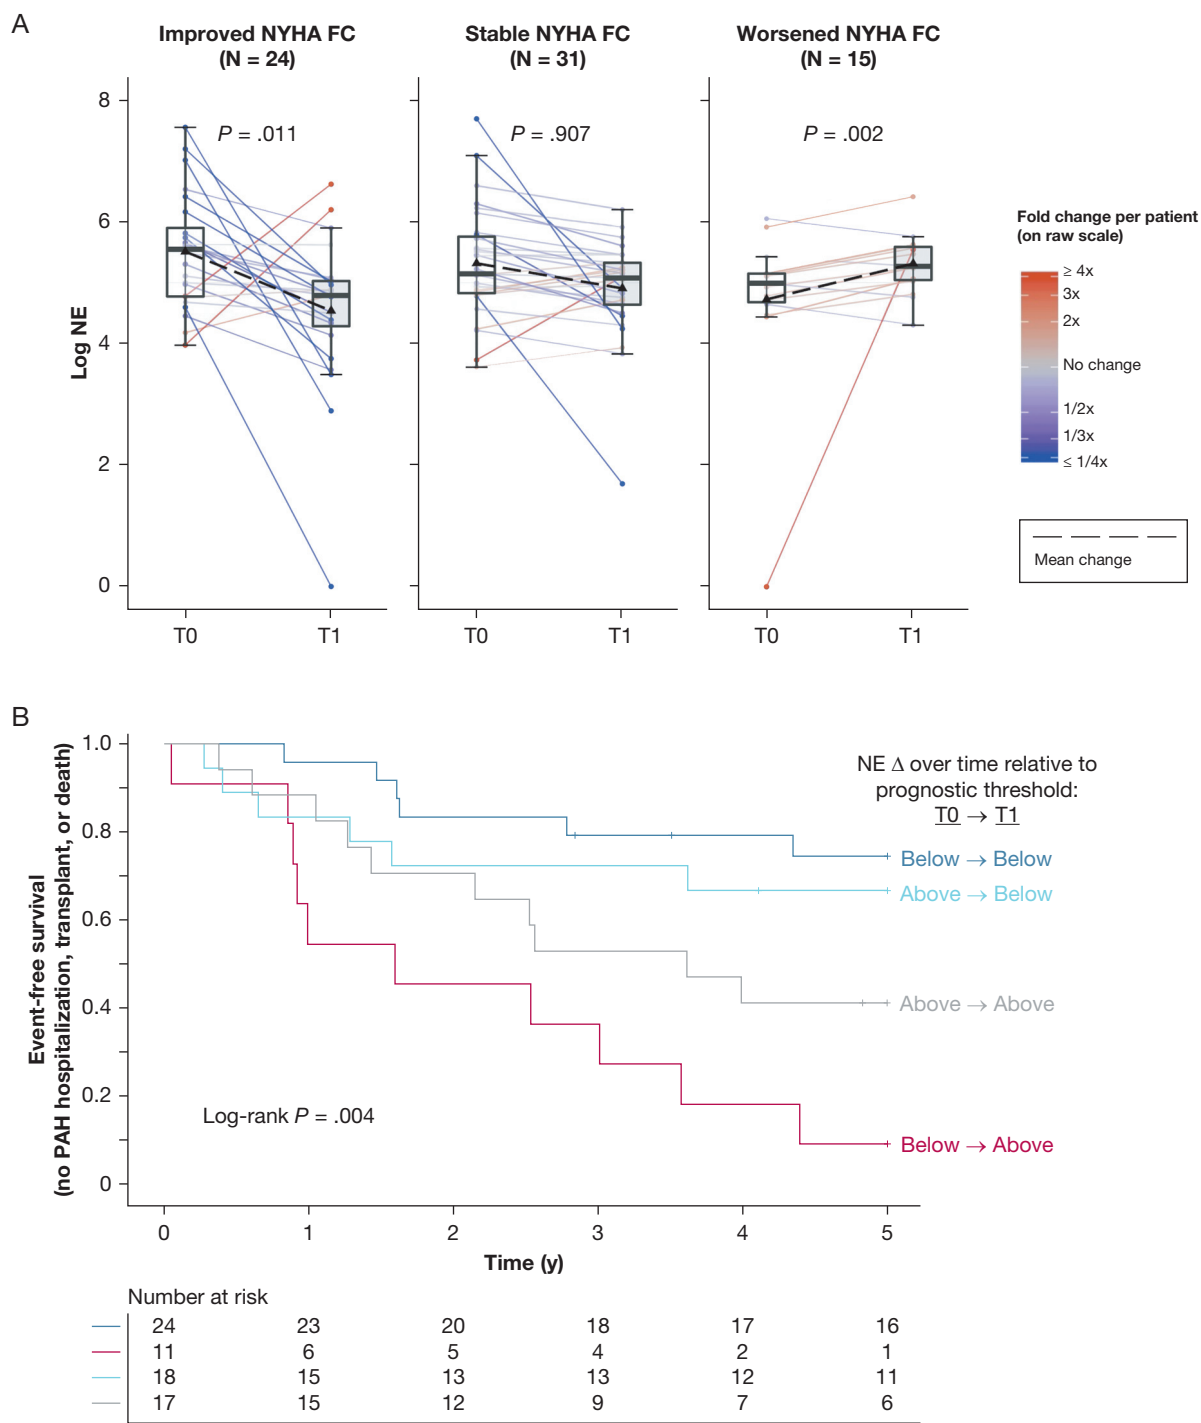 A
Improved NYHA FC
(N = 24)
Stable NYHA FC
(N = 31)
Worsened NYHA FC
(N = 15)
Log NE
8
6
4
2
0
P = .011
P = .907
P = .002
T0
T1
T0
T1
T0
T1
Fold change per patient
(on raw scale)
≥ 4x
3x
2x
No change
1/2x
1/3x
≤ 1/4x
Mean change
B
Event-free survival
(no PAH hospitalization, transplant, or death)
1.0
0.8
0.6
0.4
0.2
0
NE Δ over time relative to
prognostic threshold:
T0 → T1
Below → Below
Above → Below
Above → Above
Below → Above
Log-rank P = .004
0 1 2 3 4 5
Time (y)
Number at risk
24 23 20 18 17 16
11 6 5 4 2 1
18 15 13 13 12 11
17 15 12 9 7 6